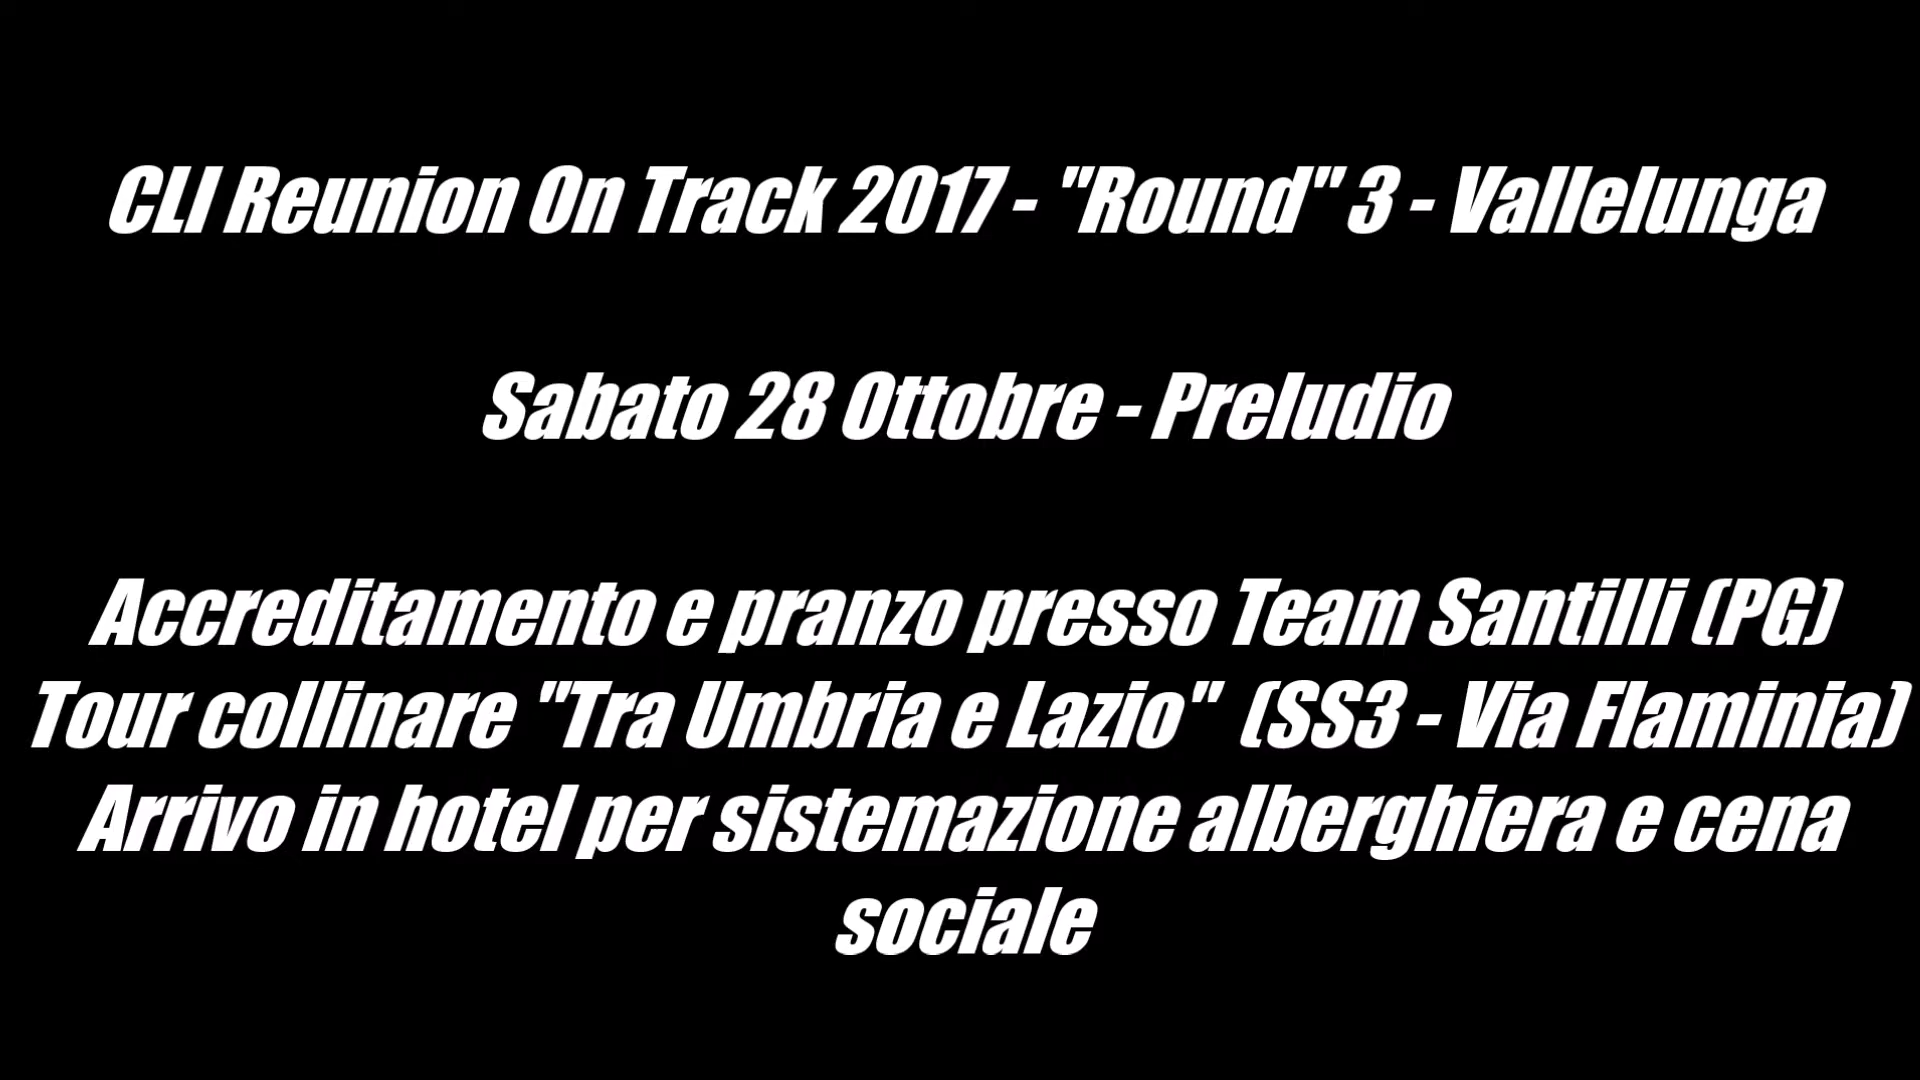 CLI Reunion On Track 2017 - "Round" 3 - Vallelunga
Sabato 28 Ottobre - Preludio
Accreditamento e pranzo presso Team Santilli (PG)
Tour collinare "Tra Umbria e Lazio" (SS3 - Via Flaminia)
Arrivo in hotel per sistemazione alberghiera e cena
sociale